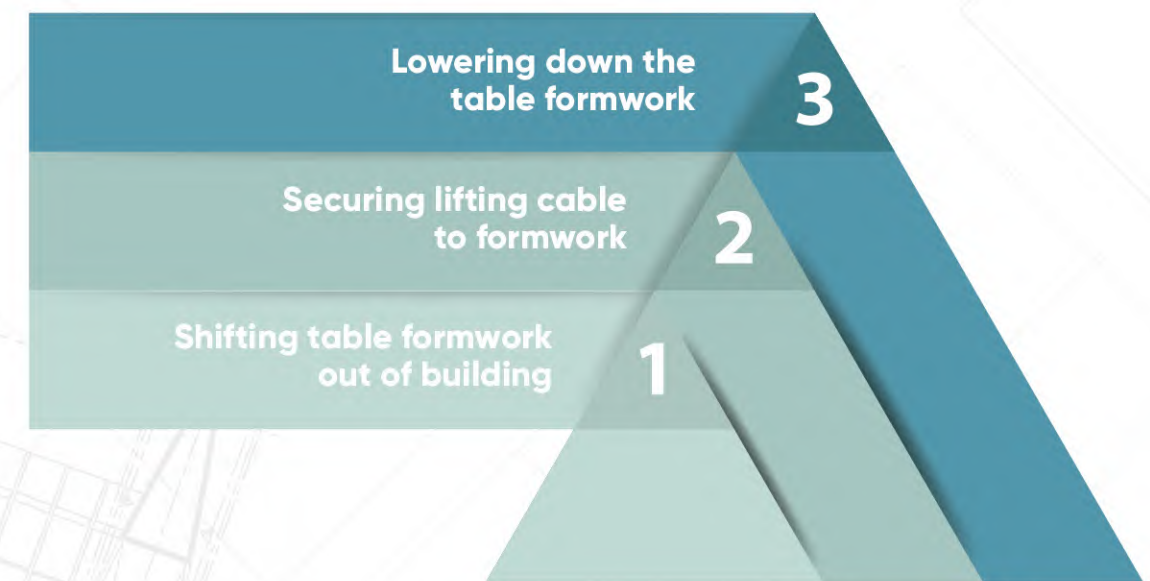 Lowering down the
table formwork
3
Securing lifting cable
to formwork
2
Shifting table formwork
out of building
1